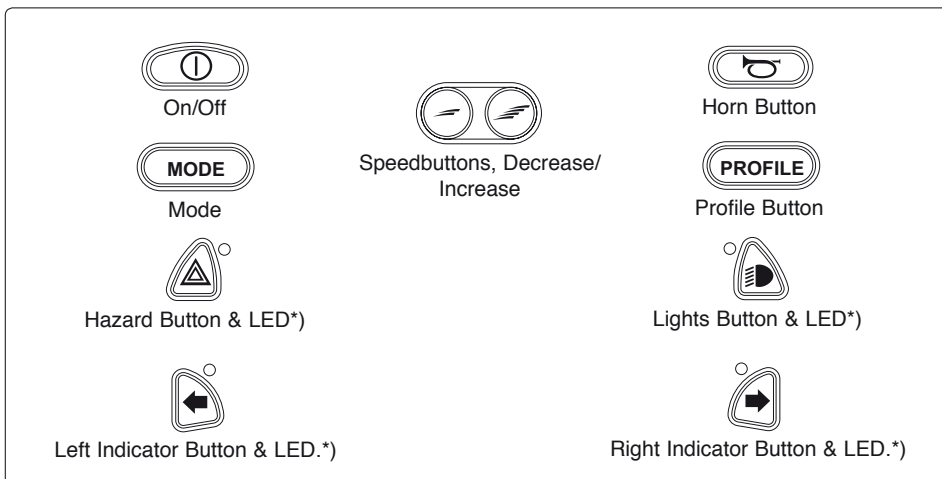 On/Off
Speedbuttons, Decrease/
Increase
Horn Button
MODE
Mode
PROFILE
Profile Button
Hazard Button & LED*)
Lights Button & LED*)
Left Indicator Button & LED.*)
Right Indicator Button & LED.*)